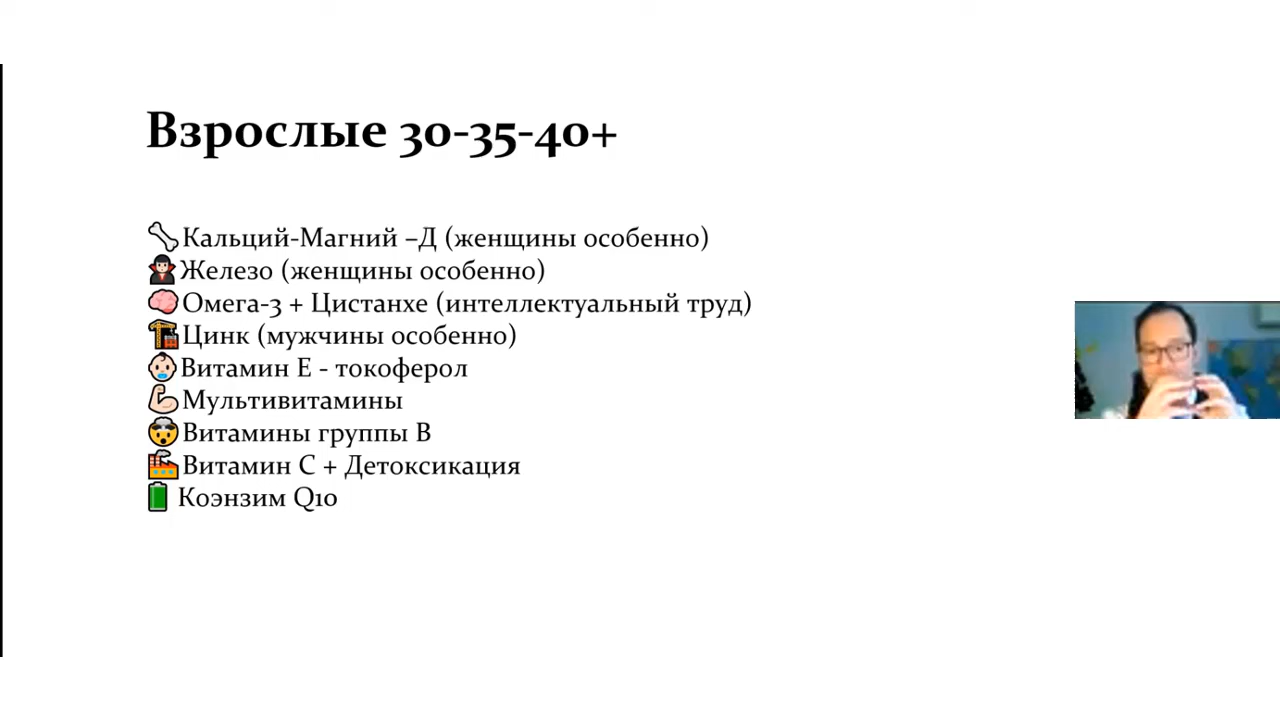 Взрослые 30-35-40+
Кальций-Магний –Д (женщины особенно)
Железо (женщины особенно)
Омега-3 + Цистанхе (интеллектуальный труд)
Цинк (мужчины особенно)
Витамин Е - токоферол
Мультивитамины
Витамины группы В
Витамин С + Детоксикация
Коэнзим Q10